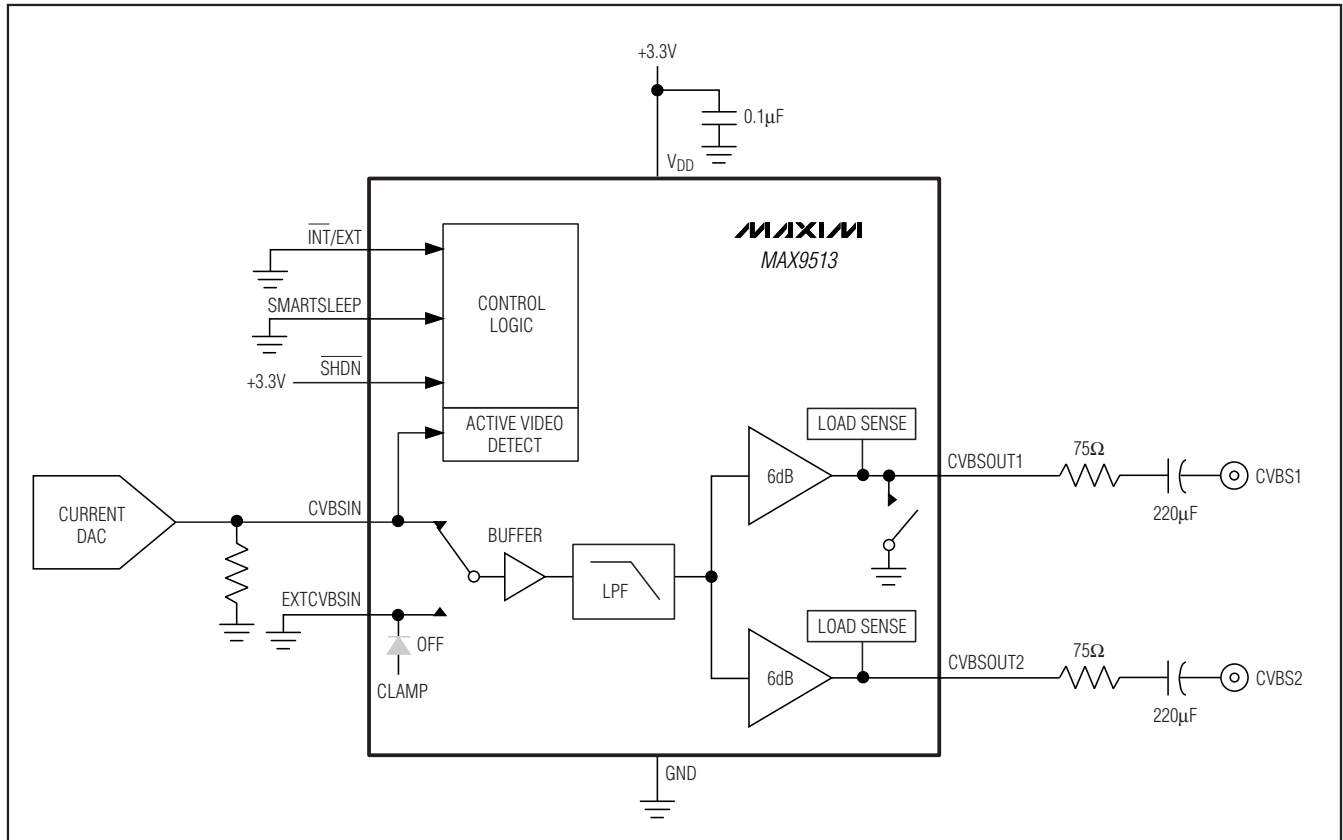 +3.3V
0.1µF
VDD
MAXIM
MAX9513
INT/EXT
SMARTSLEEP
SHDN
+3.3V
CONTROL
LOGIC
ACTIVE VIDEO
DETECT
CURRENT
DAC
CVBSIN
BUFFER
LPF
EXTCVBSIN
OFF
CLAMP
6dB
LOAD SENSE
CVBSOUT1
75Ω
220µF
CVBS1
6dB
LOAD SENSE
CVBSOUT2
75Ω
220µF
CVBS2
GND